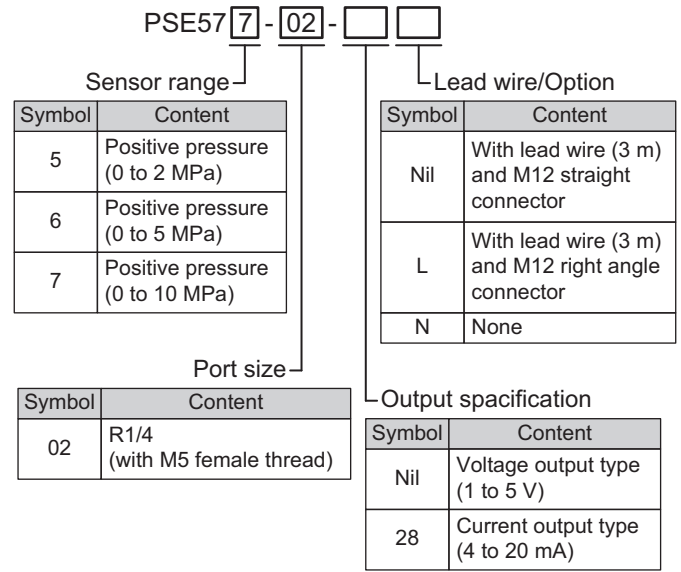 PSE57 7 - 02 -
Sensor range
Symbol Content
5 Positive pressure
(0 to 2 MPa)
6 Positive pressure
(0 to 5 MPa)
7 Positive pressure
(0 to 10 MPa)
Lead wire/Option
Symbol Content
Nil With lead wire (3 m)
and M12 straight
connector
L With lead wire (3 m)
and M12 right angle
connector
N None
Port size
Symbol Content
02 R1/4
(with M5 female thread)
Output spacification
Symbol Content
Nil Voltage output type
(1 to 5 V)
28 Current output type
(4 to 20 mA)